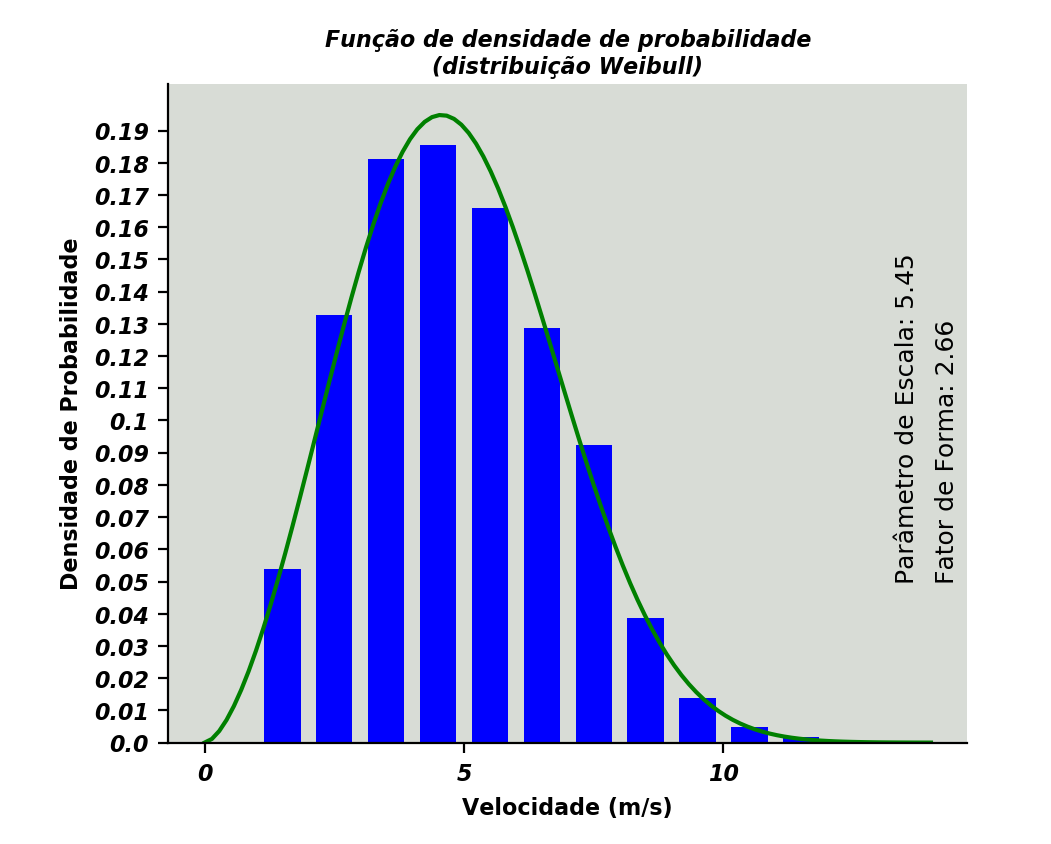 Função de densidade de probabilidade
(distribuição Weibull)
Densidade de Probabilidade
0.19
0.18
0.17
0.16
0.15
0.14
0.13
0.12
0.11
0.1
0.09
0.08
0.07
0.06
0.05
0.04
0.03
0.02
0.01
0.0
Parâmetro de Escala: 5.45
Fator de Forma: 2.66
0 5 10
Velocidade (m/s)